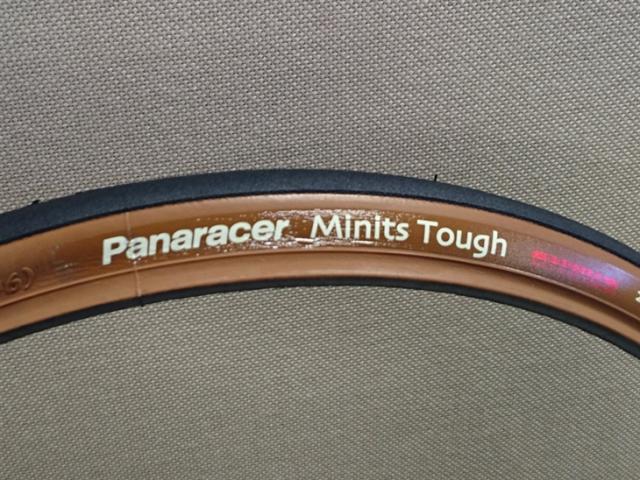 Panaracer Minits Tough